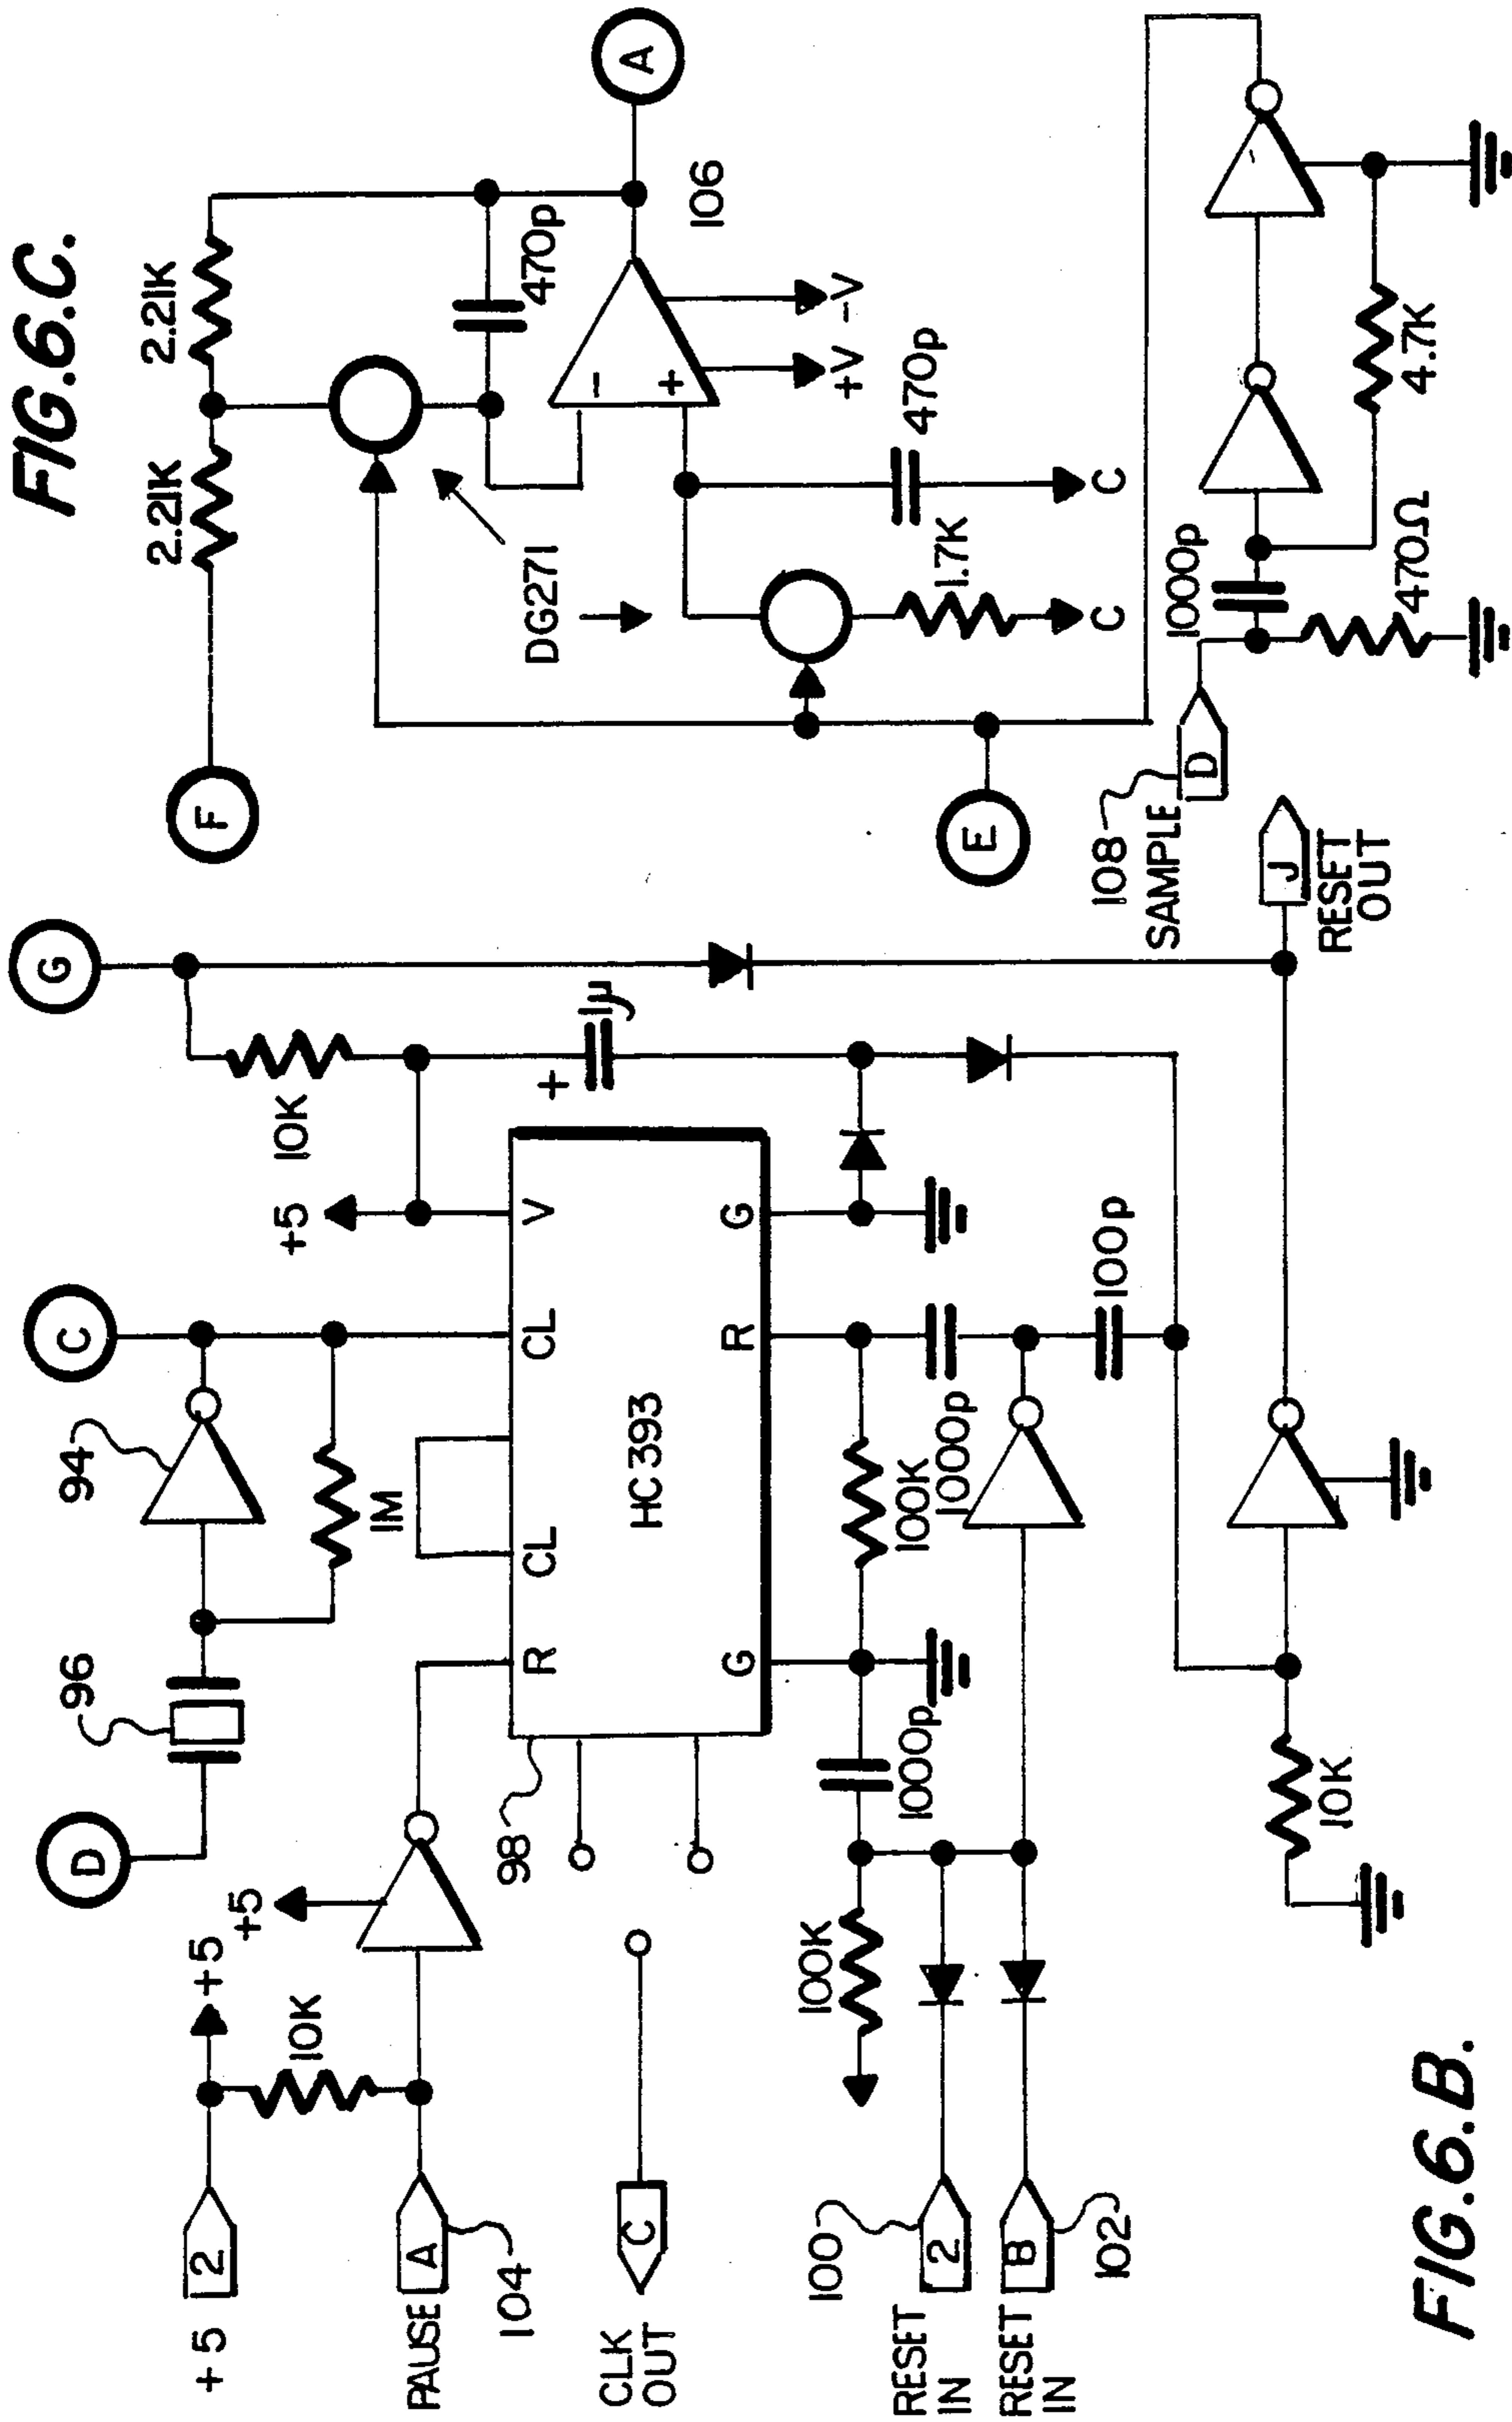 FIG.6.B.
+5
2
+5
10K
+5
PAUSE
A
104
CLK
OUT
C
D
96
94
C
1M
98
R
CL
CL
V
HC393
G
R
G
+5
10K
G
+
1μ
100
RESET
IN
2
RESET
IN
B
102
100K
1000p
100K
1000p
100p
10K
J
RESET
OUT
FIG.6.C.
F
2.21K
2.21K
470p
A
106
DG271
-
+
+V
-V
470p
C
1.7K
C
E
108
SAMPLE
D
1000p
470Ω
4.7K